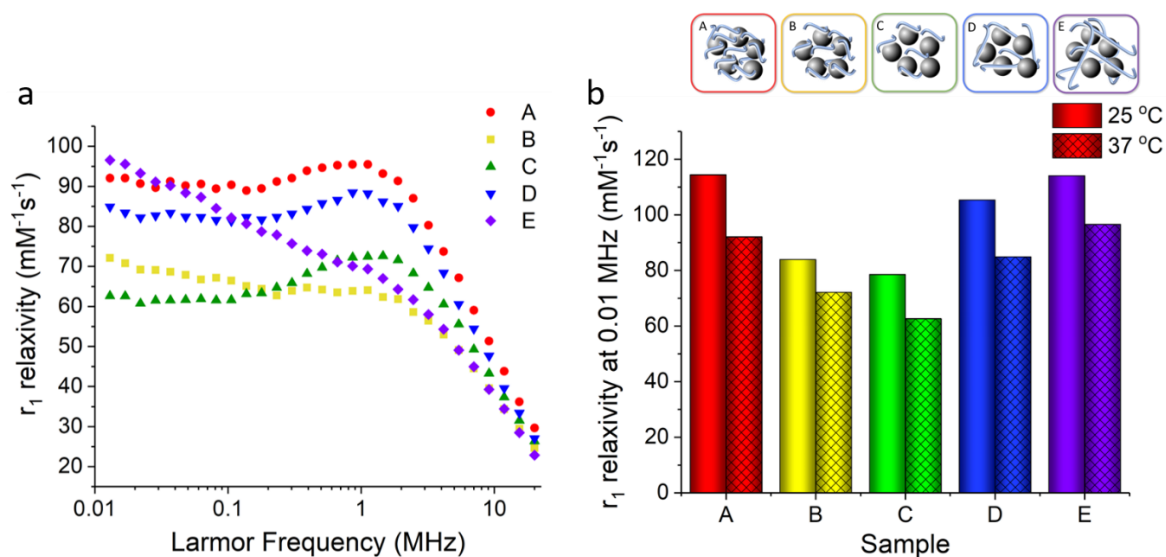 A B C D E
a
r₁ relaxivity (mM⁻¹s⁻¹)
100
90
80
70
60
50
40
30
20
0.01 0.1 1 10
Larmor Frequency (MHz)
A
B
C
D
E
b
25 °C
37 °C
r₁ relaxivity at 0.01 MHz (mM⁻¹s⁻¹)
120
100
80
60
40
20
0
A B C D E
Sample